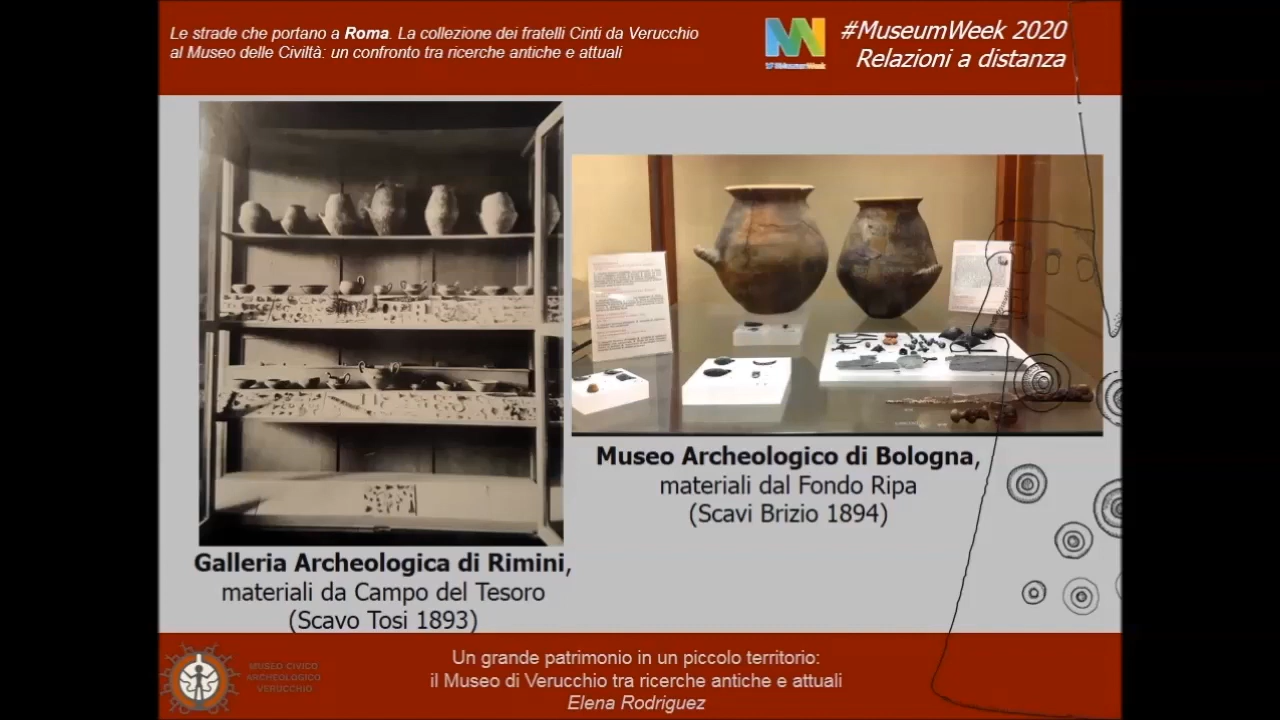 Le strade che portano a Roma. La collezione dei fratelli Cinti da Verucchio
al Museo delle Civiltà: un confronto tra ricerche antiche e attuali
#MuseumWeek 2020
Relazioni a distanza
Galleria Archeologica di Rimini,
materiali da Campo del Tesoro
(Scavo Tosi 1893)
Museo Archeologico di Bologna,
materiali dal Fondo Ripa
(Scavi Brizio 1894)
MUSEO CIVICO
ARCHEOLOGICO
VERUCCHIO
Un grande patrimonio in un piccolo territorio:
il Museo di Verucchio tra ricerche antiche e attuali
Elena Rodriguez